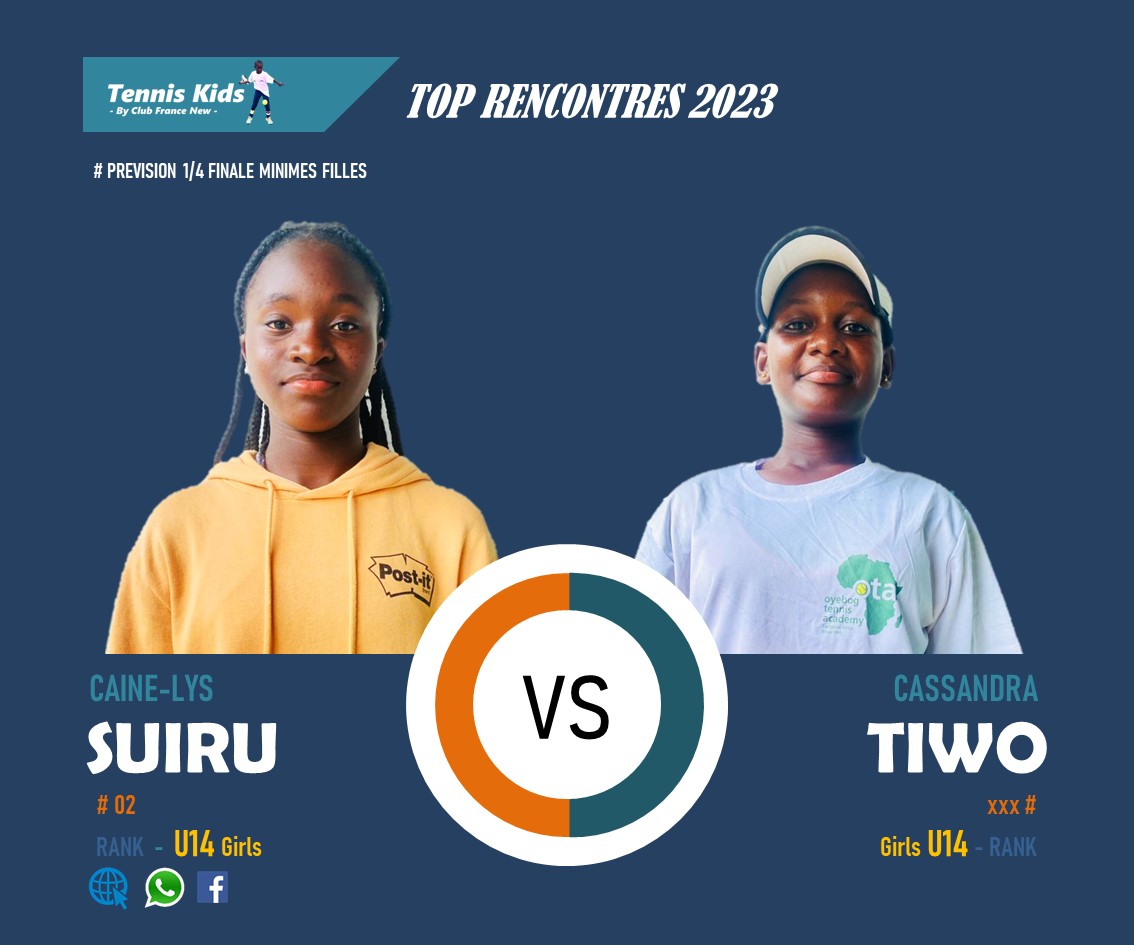 Tennis Kids
- By Club France New -
TOP RENCONTRES 2023
# PREVISION 1/4 FINALE MINIMES FILLES
Post-it
ota
oyebog
tennis
academy
VS
CAINE-LYS
SUIRU
# 02
RANK - U14 Girls
CASSANDRA
TIWO
xxx #
Girls U14 - RANK